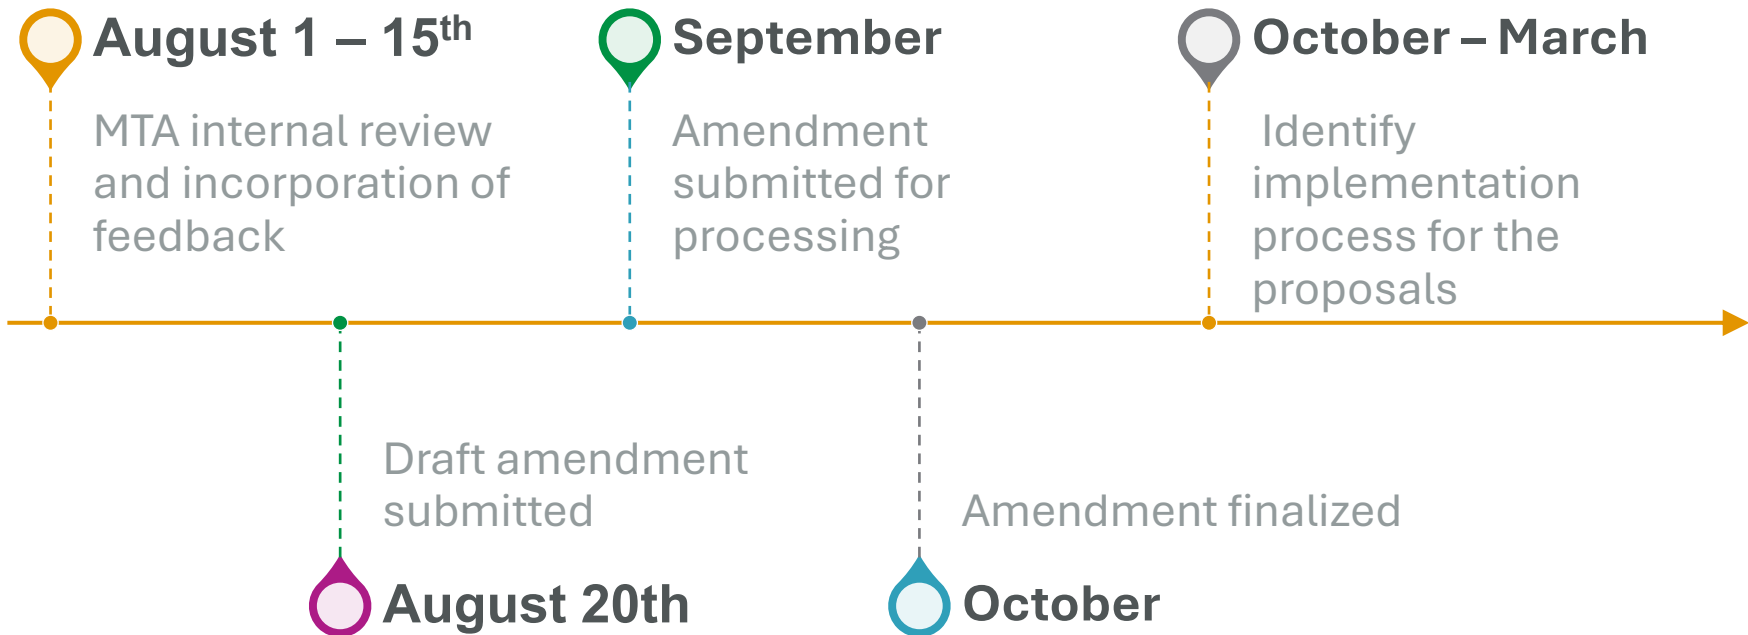 August 1 – 15th
MTA internal review
and incorporation of
feedback
Draft amendment
submitted
August 20th
September
Amendment
submitted for
processing
Amendment finalized
October
October – March
Identify
implementation
process for the
proposals